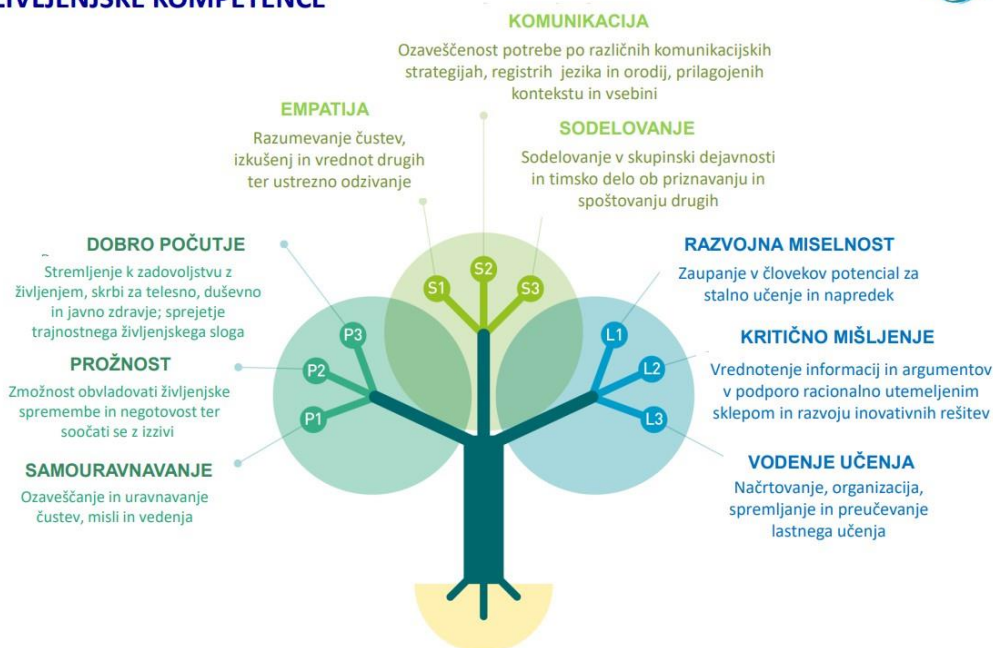 ŽIVLJENJSKE KOMPETENCE
KOMUNIKACIJA
Ozaveščenost potrebe po različnih komunikacijskih
strategijah, registrih jezika in orodij, prilagojenih
kontekstu in vsebini
EMPATIJA
Razumevanje čustev,
izkušenj in vrednot drugih
ter ustrezno odzivanje
SODELOVANJE
Sodelovanje v skupinski dejavnosti
in timsko delo ob priznavanju in
spoštovanju drugih
DOBRO POČUTJE
Stremljenje k zadovoljstvu z
življenjem, skrbi za telesno, duševno
in javno zdravje; sprejetje
trajnostnega življenjskega sloga
PROŽNOST
Zmožnost obvladovati življenjske
spremembe in negotovost ter
soočati se z izzivi
SAMOURAVNAVANJE
Ozaveščanje in uravnavanje
čustev, misli in vedenja
P1
P2
P3
S1
S2
S3
L1
L2
L3
RAZVOJNA MISELNOST
Zaupanje v človekov potencial za
stalno učenje in napredek
KRITIČNO MIŠLJENJE
Vrednotenje informacij in argumentov
v podporo racionalno utemeljenim
sklepom in razvoju inovativnih rešitev
VODENJE UČENJA
Načrtovanje, organizacija,
spremljanje in preučevanje
lastnega učenja